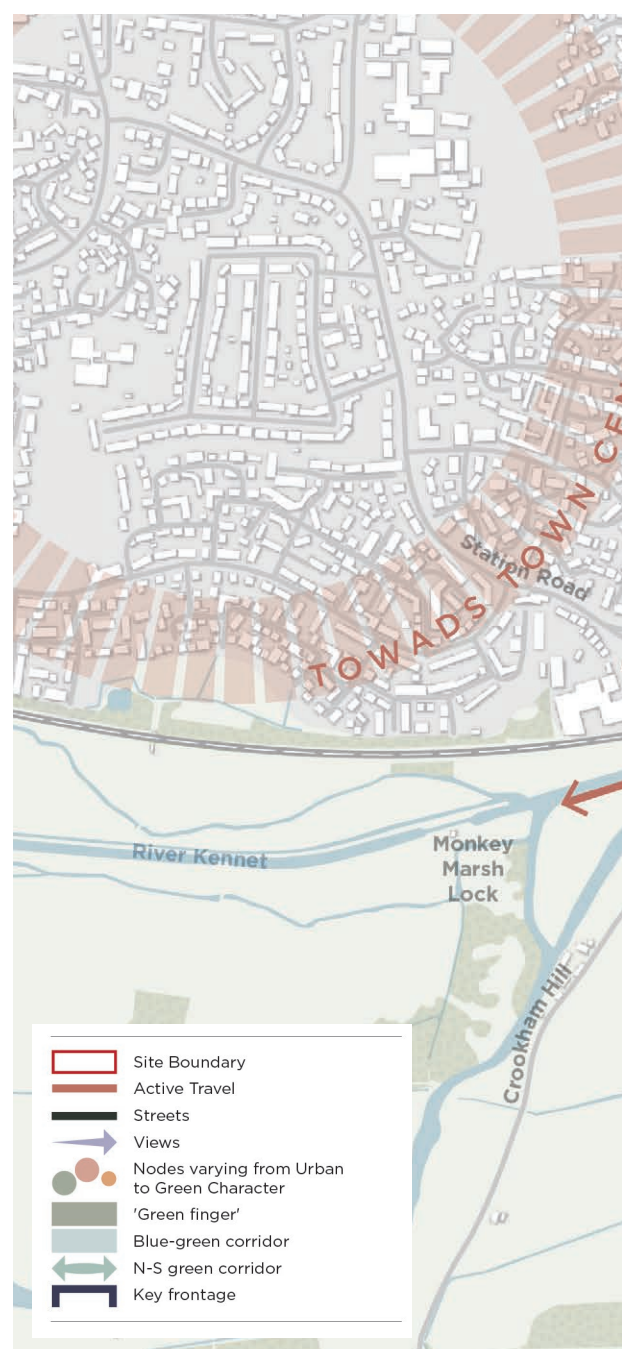 TOWADS TOWN CEN
Station Road
River Kennet
Monkey
Marsh
Lock
Crookham Hill
Site Boundary
Active Travel
Streets
Views
Nodes varying from Urban
to Green Character
'Green finger'
Blue-green corridor
N-S green corridor
Key frontage